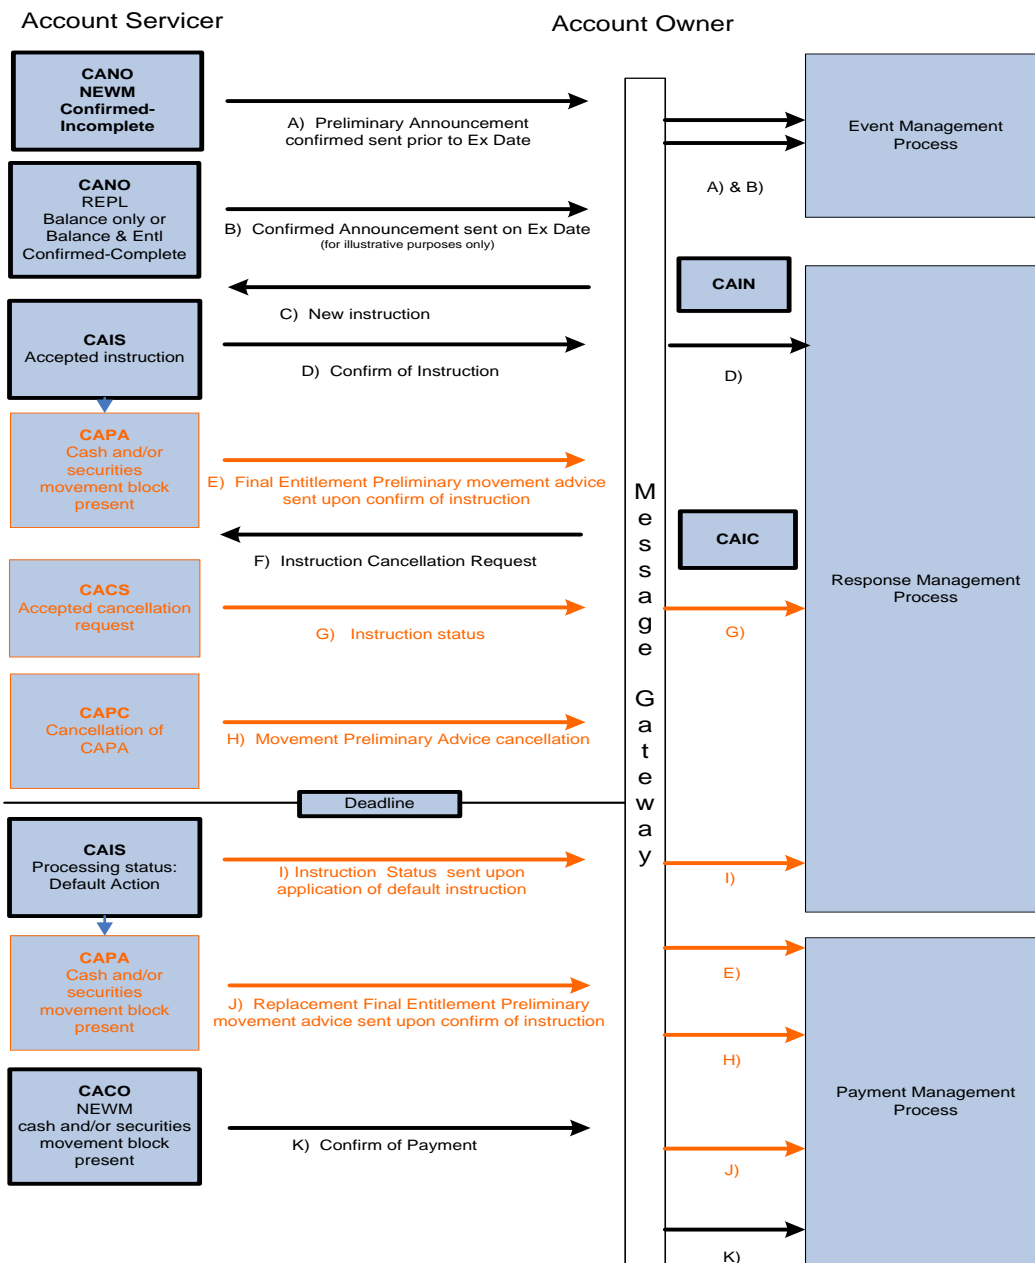 Account Servicer
Account Owner
CANO
NEWM
Confirmed-
Incomplete
A) Preliminary Announcement
confirmed sent prior to Ex Date
Event Management
Process
A) & B)
CANO
REPL
Balance only or
Balance & Entl
Confirmed-Complete
B) Confirmed Announcement sent on Ex Date
(for illustrative purposes only)
CAIN
C) New instruction
CAIS
Accepted instruction
D) Confirm of Instruction
D)
CAPA
Cash and/or
securities
movement block
present
E) Final Entitlement Preliminary movement advice
sent upon confirm of instruction
Message Gateway
CAIC
F) Instruction Cancellation Request
Response Management
Process
CACS
Accepted cancellation
request
G) Instruction status
G)
CAPC
Cancellation of
CAPA
H) Movement Preliminary Advice cancellation
Deadline
CAIS
Processing status:
Default Action
I) Instruction Status sent upon
application of default instruction
I)
CAPA
Cash and/or
securities
movement block
present
J) Replacement Final Entitlement Preliminary
movement advice sent upon confirm of instruction
E)
H)
Payment Management
Process
CACO
NEWM
cash and/or securities
movement block
present
K) Confirm of Payment
J)
K)